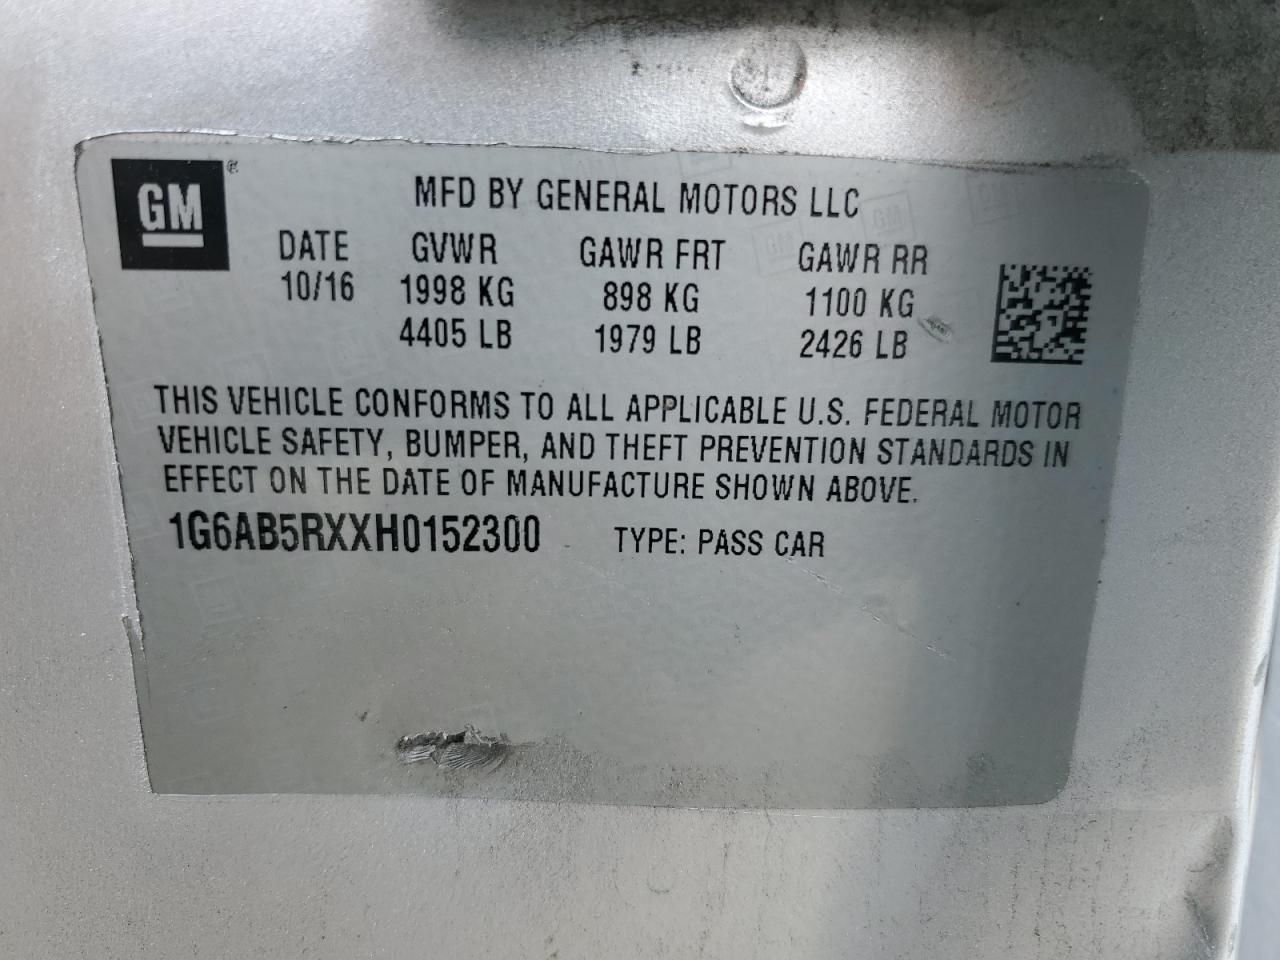 GM®
MFD BY GENERAL MOTORS LLC
DATE GVWR GAWR FRT GAWR RR
10/16 1998 KG 898 KG 1100 KG
4405 LB 1979 LB 2426 LB
THIS VEHICLE CONFORMS TO ALL APPLICABLE U.S. FEDERAL MOTOR
VEHICLE SAFETY, BUMPER, AND THEFT PREVENTION STANDARDS IN
EFFECT ON THE DATE OF MANUFACTURE SHOWN ABOVE.
1G6AB5RXXH0152300 TYPE: PASS CAR